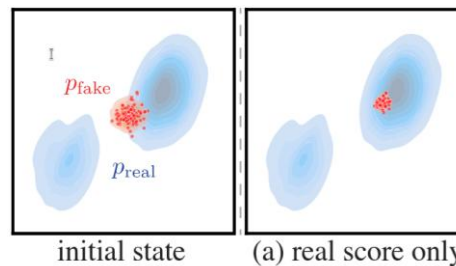 p_fake
p_real
initial state
(a) real score only